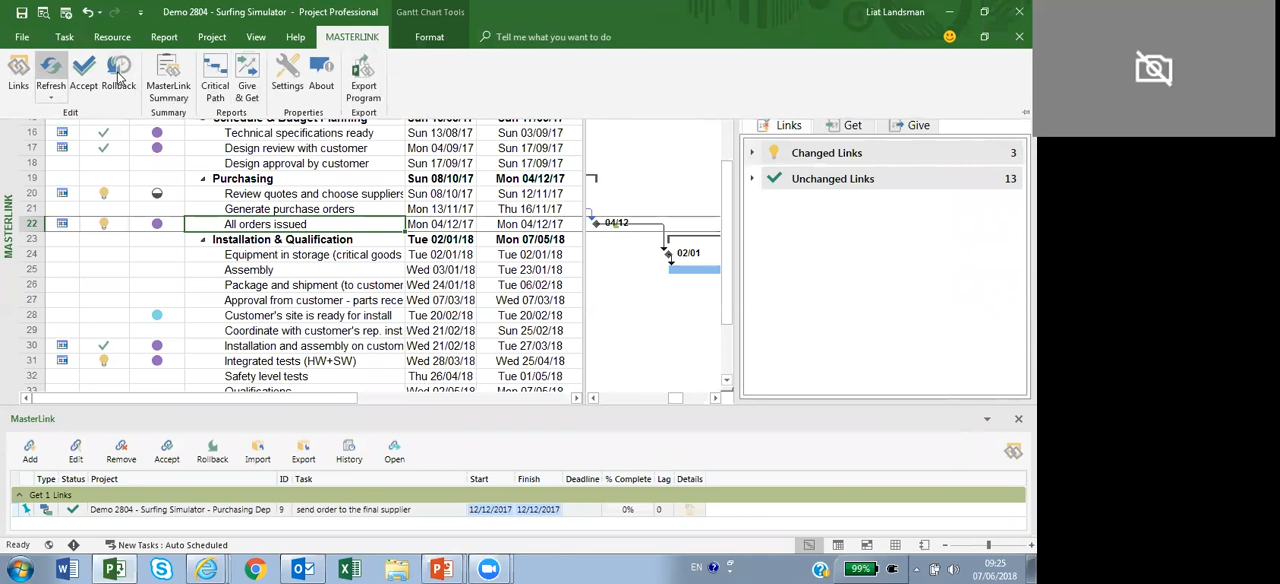 Demo 2804 - Surfing Simulator - Project Professional
Gantt Chart Tools
Liat Landsman
File Task Resource Report Project View Help MASTERLINK Format Tell me what you want to do
Links Refresh Accept Rollback MasterLink Summary Critical Path Give & Get Settings About Export Program
Edit Summary Reports Properties Export
MASTERLINK
Schedule & Budget Planning
16 Technical specifications ready Sun 13/08/17 Sun 03/09/17
17 Design review with customer Mon 04/09/17 Sun 17/09/17
18 Design approval by customer Sun 17/09/17 Sun 17/09/17
19 Purchasing Sun 08/10/17 Mon 04/12/17
20 Review quotes and choose suppliers Sun 08/10/17 Sun 12/11/17
21 Generate purchase orders Mon 13/11/17 Thu 16/11/17
22 All orders issued Mon 04/12/17 Mon 04/12/17
23 Installation & Qualification Tue 02/01/18 Mon 07/05/18
24 Equipment in storage (critical goods Tue 02/01/18 Tue 02/01/18
25 Assembly Wed 03/01/18 Tue 23/01/18
26 Package and shipment (to customer Wed 24/01/18 Tue 06/02/18
27 Approval from customer - parts rece Wed 07/03/18 Wed 07/03/18
28 Customer's site is ready for install Tue 20/02/18 Tue 20/02/18
29 Coordinate with customer's rep. inst Wed 21/02/18 Sun 25/02/18
30 Installation and assembly on custom Wed 21/02/18 Tue 27/03/18
31 Integrated tests (HW+SW) Wed 28/03/18 Wed 25/04/18
32 Safety level tests Thu 26/04/18 Tue 01/05/18
33 Qualifications Wed 02/05/18 Mon 07/05/18
04/12
02/01
Links Get Give
Changed Links 3
Unchanged Links 13
MasterLink
Add Edit Remove Accept Rollback Import Export History Open
Type Status Project ID Task Start Finish Deadline % Complete Lag Details
Get 1 Links
Demo 2804 - Surfing Simulator - Purchasing Dep 9 send order to the final supplier 12/12/2017 12/12/2017 0% 0
Ready New Tasks : Auto Scheduled
EN 99% 09:25
07/06/2018